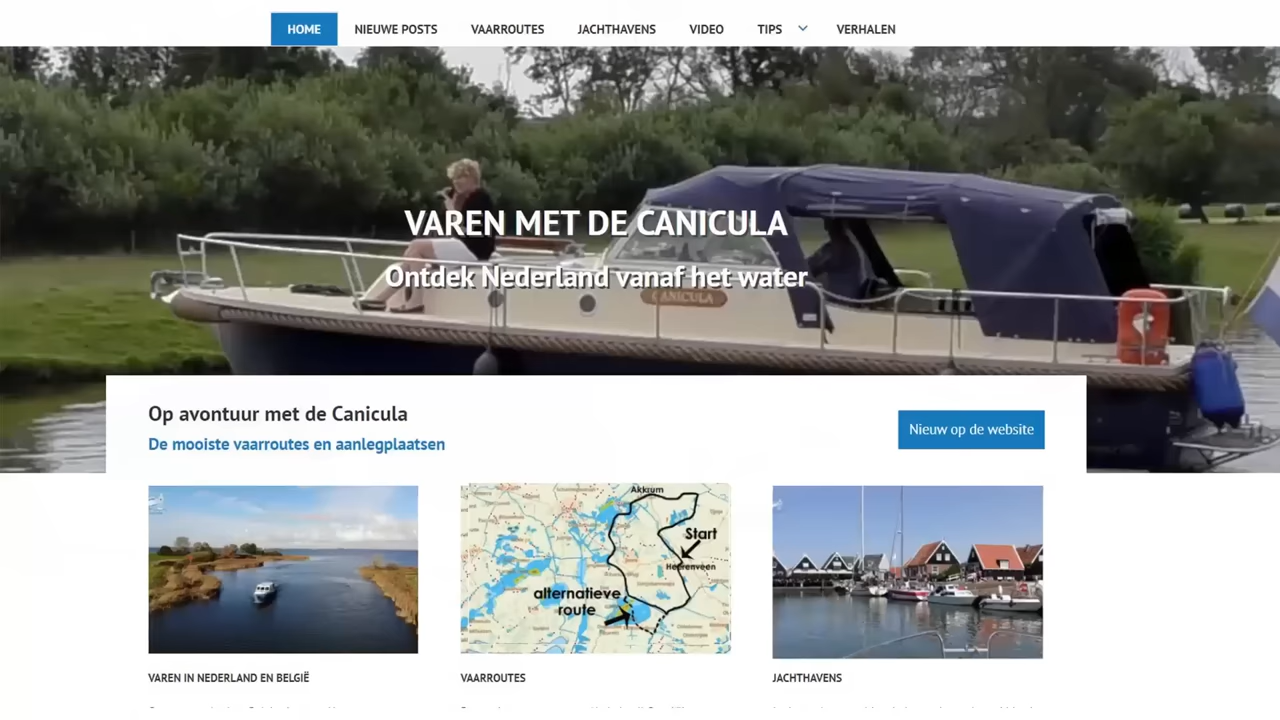 HOME NIEUWE POSTS VAARROUTES JACHTHAVENS VIDEO TIPS VERHALEN
VAREN MET DE CANICULA
Ontdek Nederland vanaf het water
CANICULA
Op avontuur met de Canicula
De mooiste vaarroutes en aanlegplaatsen
Nieuw op de website
Akkrum
Start
Heerenveen
alternatieve
route
VAREN IN NEDERLAND EN BELGIË
VAARROUTES
JACHTHAVENS